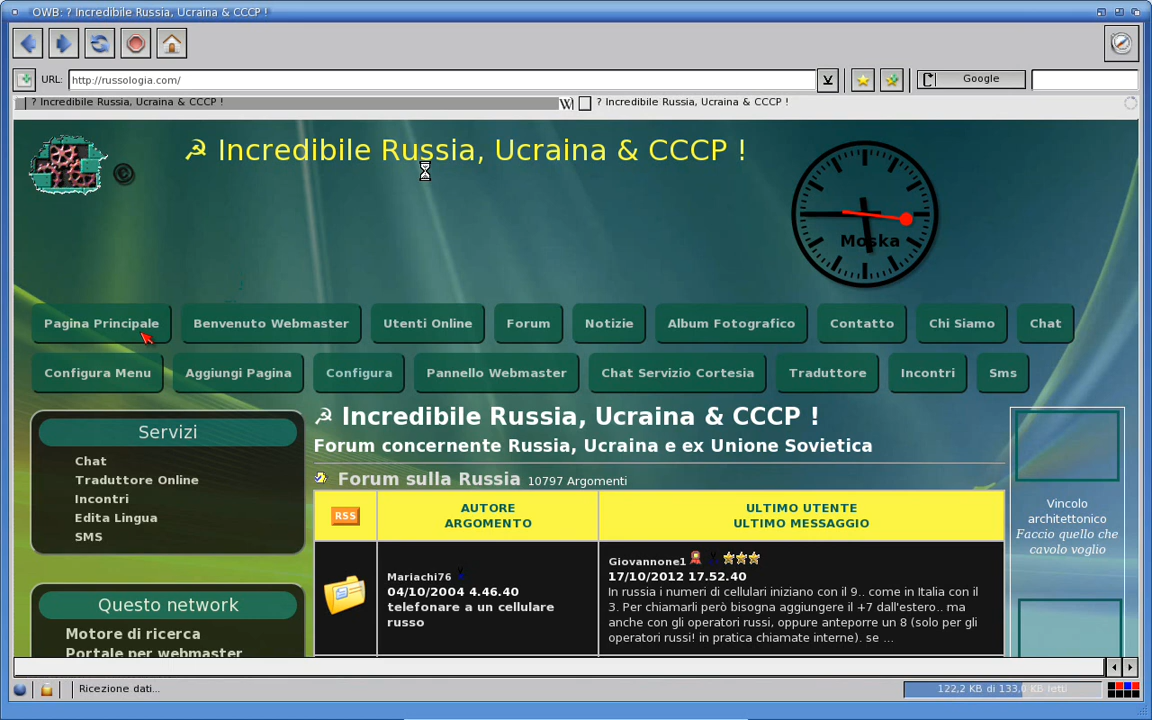 OWB: ? Incredibile Russia, Ucraina & CCCP !
URL: http://russologia.com/
Google
? Incredibile Russia, Ucraina & CCCP !
W
? Incredibile Russia, Ucraina & CCCP !
©
☭ Incredibile Russia, Ucraina & CCCP !
Moska
Pagina Principale
Benvenuto Webmaster
Utenti Online
Forum
Notizie
Album Fotografico
Contatto
Chi Siamo
Chat
Configura Menu
Aggiungi Pagina
Configura
Pannello Webmaster
Chat Servizio Cortesia
Traduttore
Incontri
Sms
Servizi
Chat
Traduttore Online
Incontri
Edita Lingua
SMS
Questo network
Motore di ricerca
Portale per webmaster
☭ Incredibile Russia, Ucraina & CCCP !
Forum concernente Russia, Ucraina e ex Unione Sovietica
Forum sulla Russia 10797 Argomenti
RSS
AUTORE
ARGOMENTO
ULTIMO UTENTE
ULTIMO MESSAGGIO
Mariachi76
04/10/2004 4.46.40
telefonare a un cellulare
russo
Giovannone1
17/10/2012 17.52.40
In russia i numeri di cellulari iniziano con il 9.. come in Italia con il
3. Per chiamarli però bisogna aggiungere il +7 dall'estero.. ma
anche con gli operatori russi, oppure anteporre un 8 (solo per gli
operatori russi! in pratica chiamate interne). se ...
Vincolo
architettonico
Faccio quello che
cavolo voglio
Ricezione dati...
122,2 KB di 133,0 KB letti